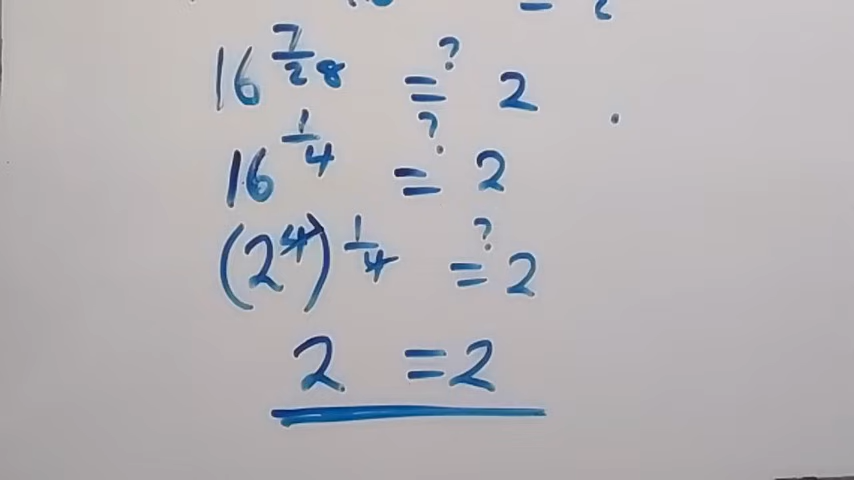 16^(7/28) =? 2
16^(1/4) =? 2
(2^4)^(1/4) =? 2
2 = 2